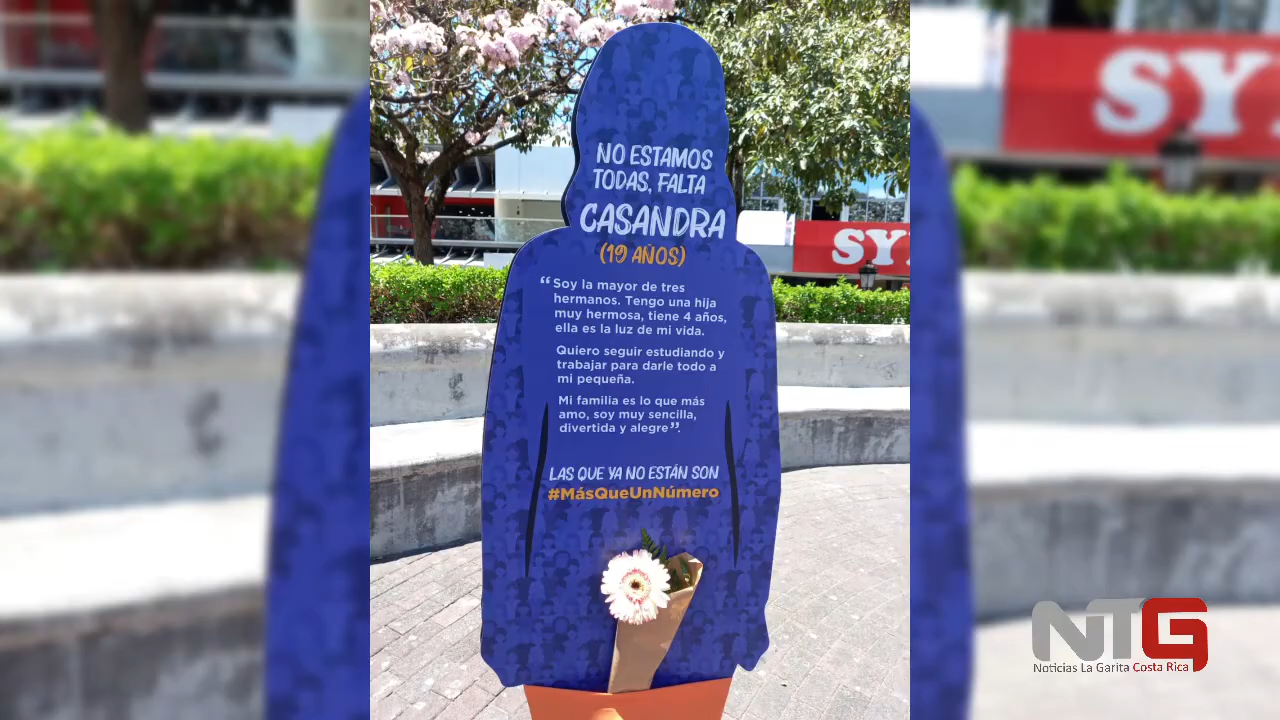 NO ESTAMOS
TODAS, FALTA
CASANDRA
(19 AÑOS)
“Soy la mayor de tres
hermanos. Tengo una hija
muy hermosa, tiene 4 años,
ella es la luz de mi vida.
Quiero seguir estudiando y
trabajar para darle todo a
mi pequeña.
Mi familia es lo que más
amo, soy muy sencilla,
divertida y alegre”.
LAS QUE YA NO ESTÁN SON
#MásQueUnNúmero
SY
SY
NTG
Noticias La Garita Costa Rica